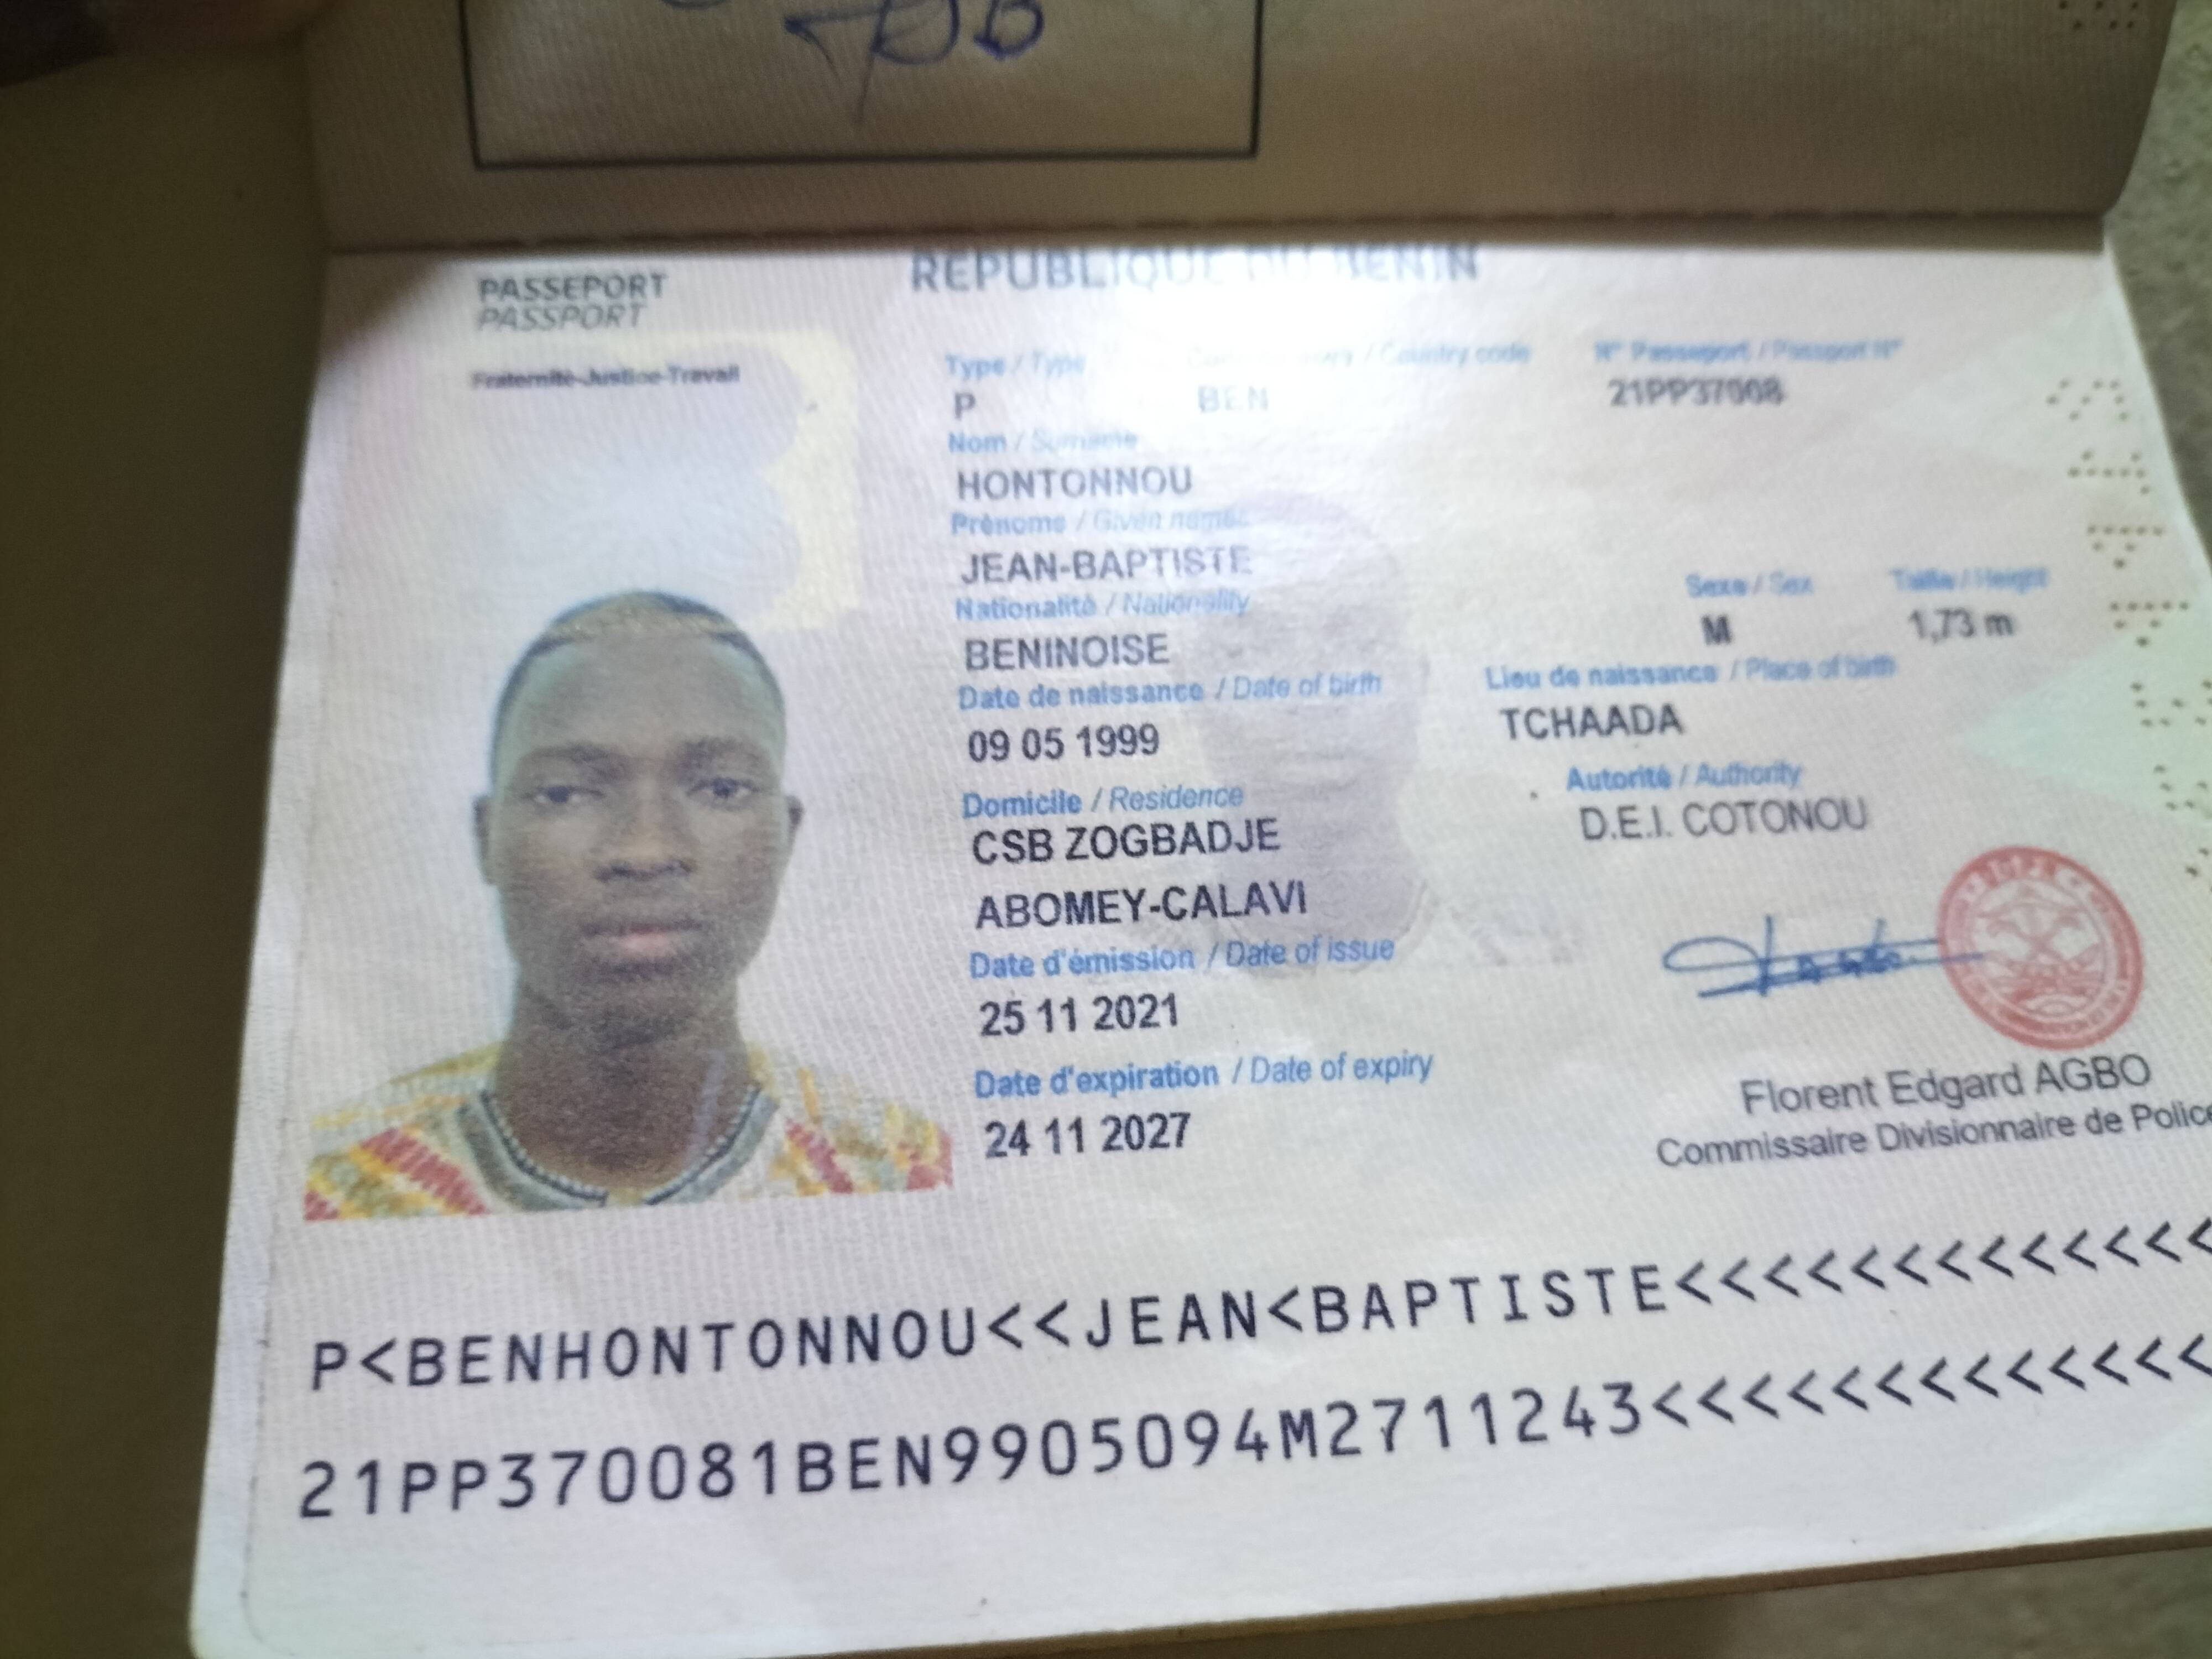 PASSEPORT
PASSPORT
REPUBLIQUE DU BENIN
Fraternité-Justice-Travail
Type / Type
/ Country code
N° Passeport / Passport N°
P
BEN
21PP37008
Nom / Surname
HONTONNOU
Prénoms / Given names
JEAN-BAPTISTE
Nationalité / Nationality
Sexe / Sex
Taille / Height
BENINOISE
M
1,73 m
Date de naissance / Date of birth
Lieu de naissance / Place of birth
09 05 1999
TCHAADA
Domicile / Residence
Autorité / Authority
CSB ZOGBADJE
D.E.I. COTONOU
ABOMEY-CALAVI
Date d'émission / Date of issue
25 11 2021
Date d'expiration / Date of expiry
24 11 2027
Florent Edgard AGBO
Commissaire Divisionnaire de Police
P<BENHONTONNOU<<JEAN<BAPTISTE<<<<<<<<<<<<<
21PP370081BEN9905094M2711243<<<<<<<<<<<<<